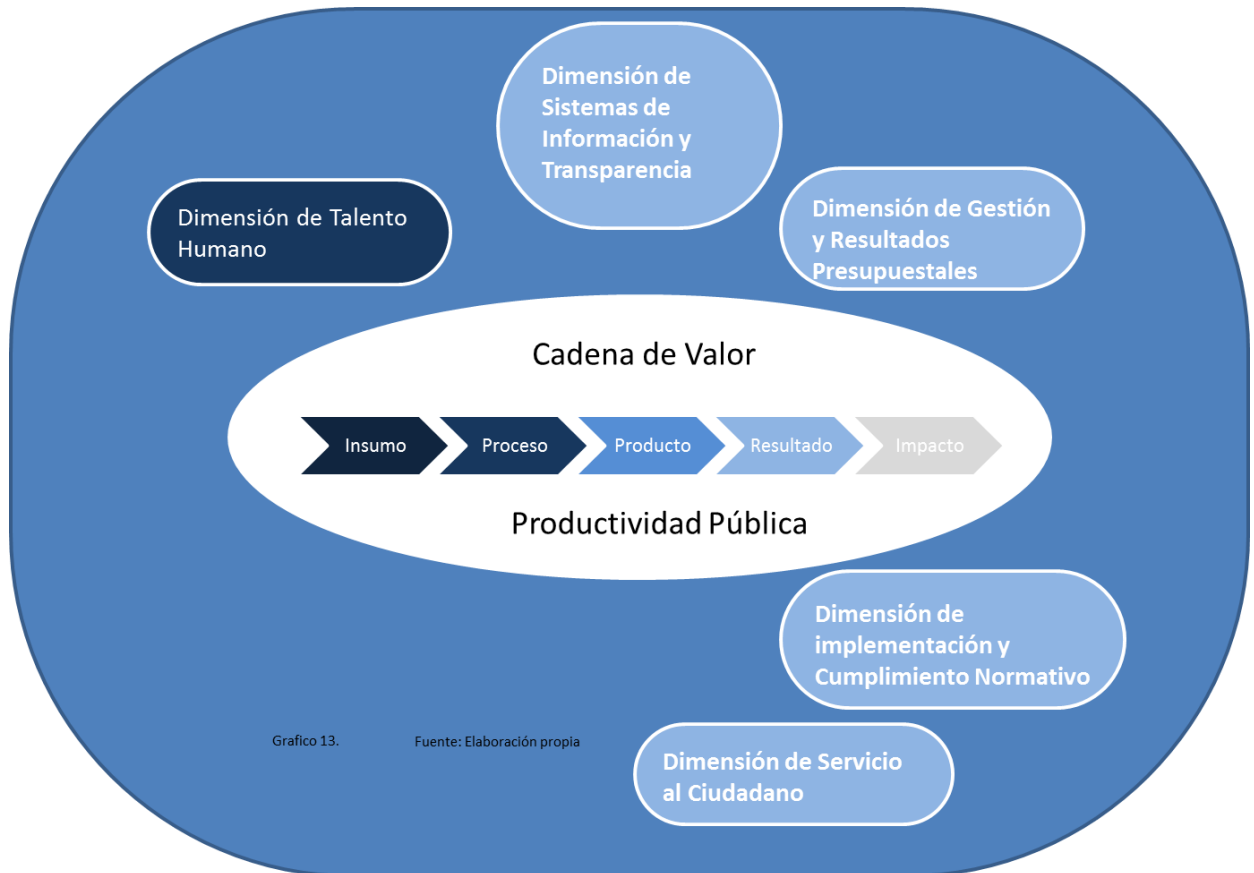 Dimensión de
Sistemas de
Información y
Transparencia
Dimensión de Talento
Humano
Dimensión de Gestión
y Resultados
Presupuestales
Cadena de Valor
Insumo
Proceso
Producto
Resultado
Impacto
Productividad Pública
Dimensión de
implementación y
Cumplimiento Normativo
Grafico 13.
Fuente: Elaboración propia
Dimensión de Servicio
al Ciudadano